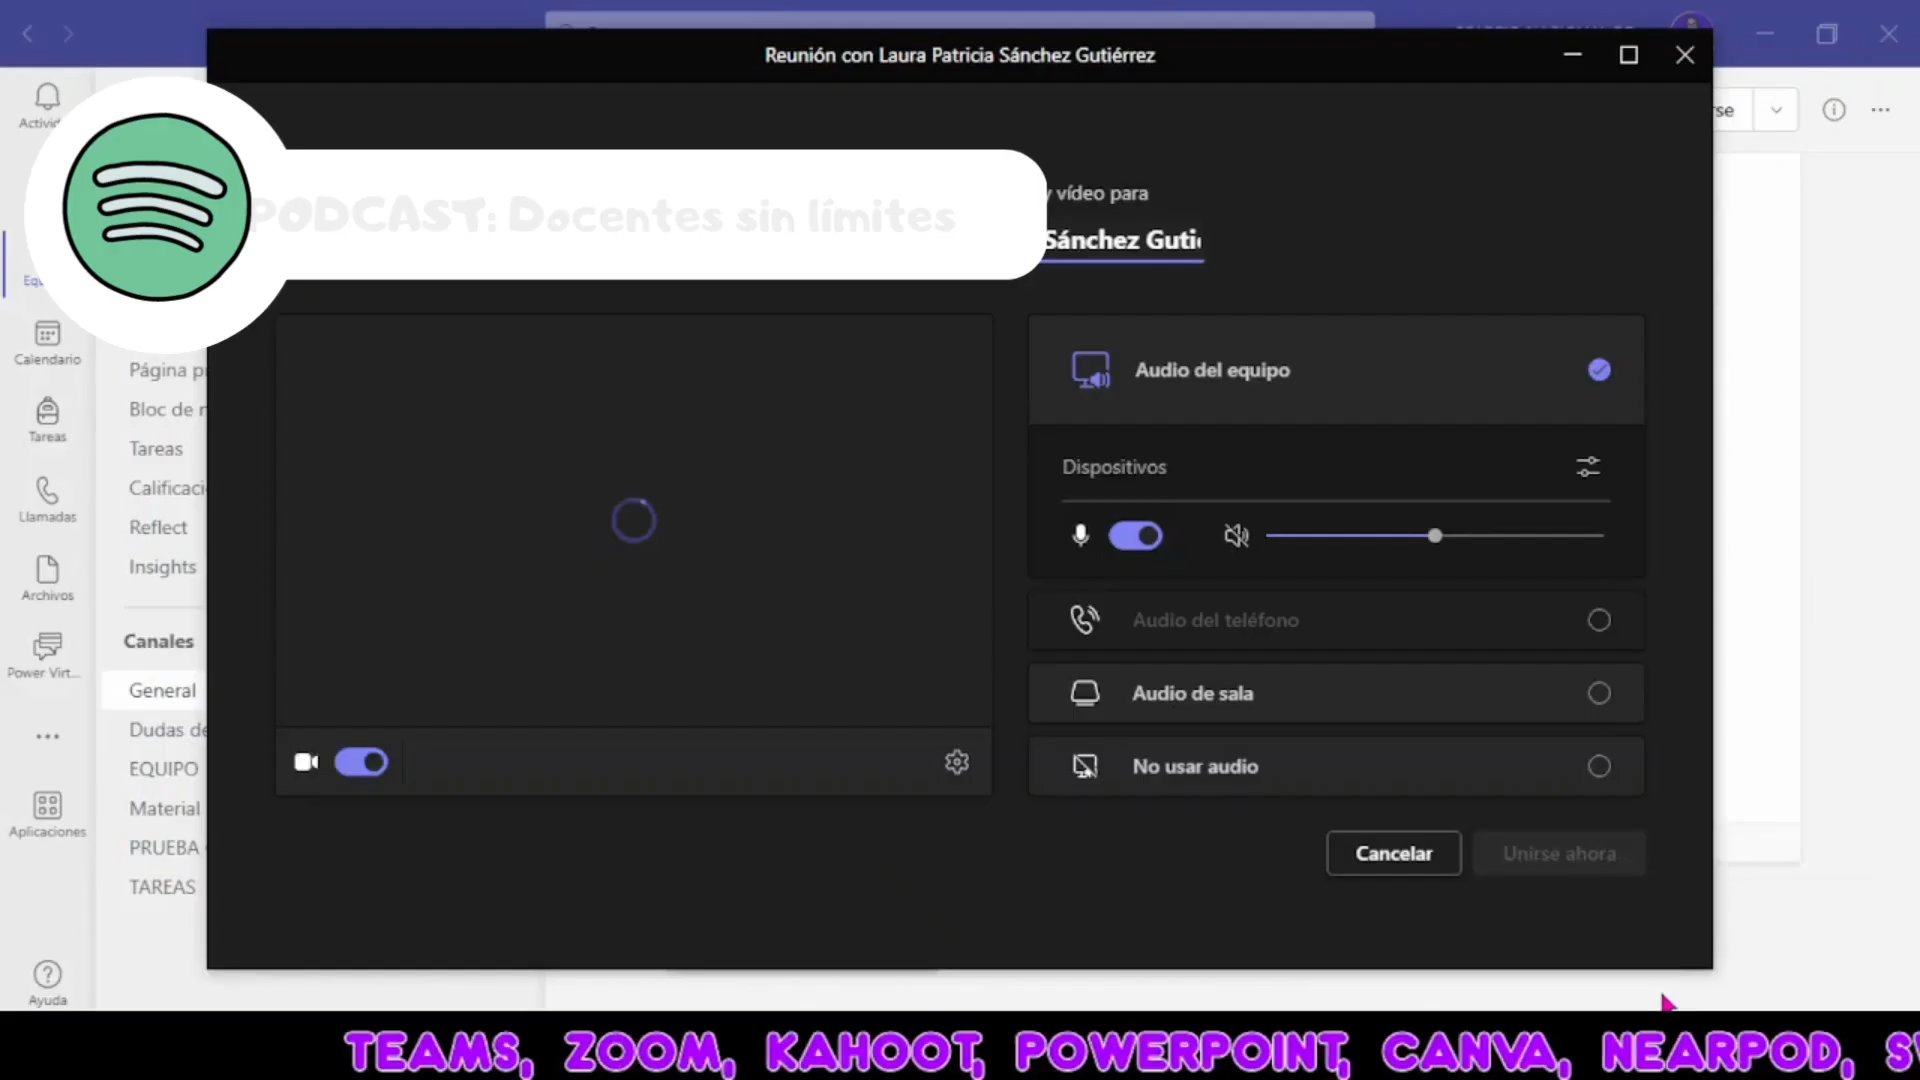 Reunión con Laura Patricia Sánchez Gutiérrez
PODCAST: Docentes sin límites
vídeo para
Sánchez Guti
Calendario
Tareas
Llamadas
Archivos
Power Virt...
Aplicaciones
Ayuda
Página p
Bloc de
Tareas
Calificaci
Reflect
Insights
Canales
General
Dudas de
EQUIPO
Material
PRUEBA
TAREAS
Audio del equipo
Dispositivos
Audio del teléfono
Audio de sala
No usar audio
Cancelar
Unirse ahora
TEAMS, ZOOM, KAHOOT, POWERPOINT, CANVA, NEARPOD,